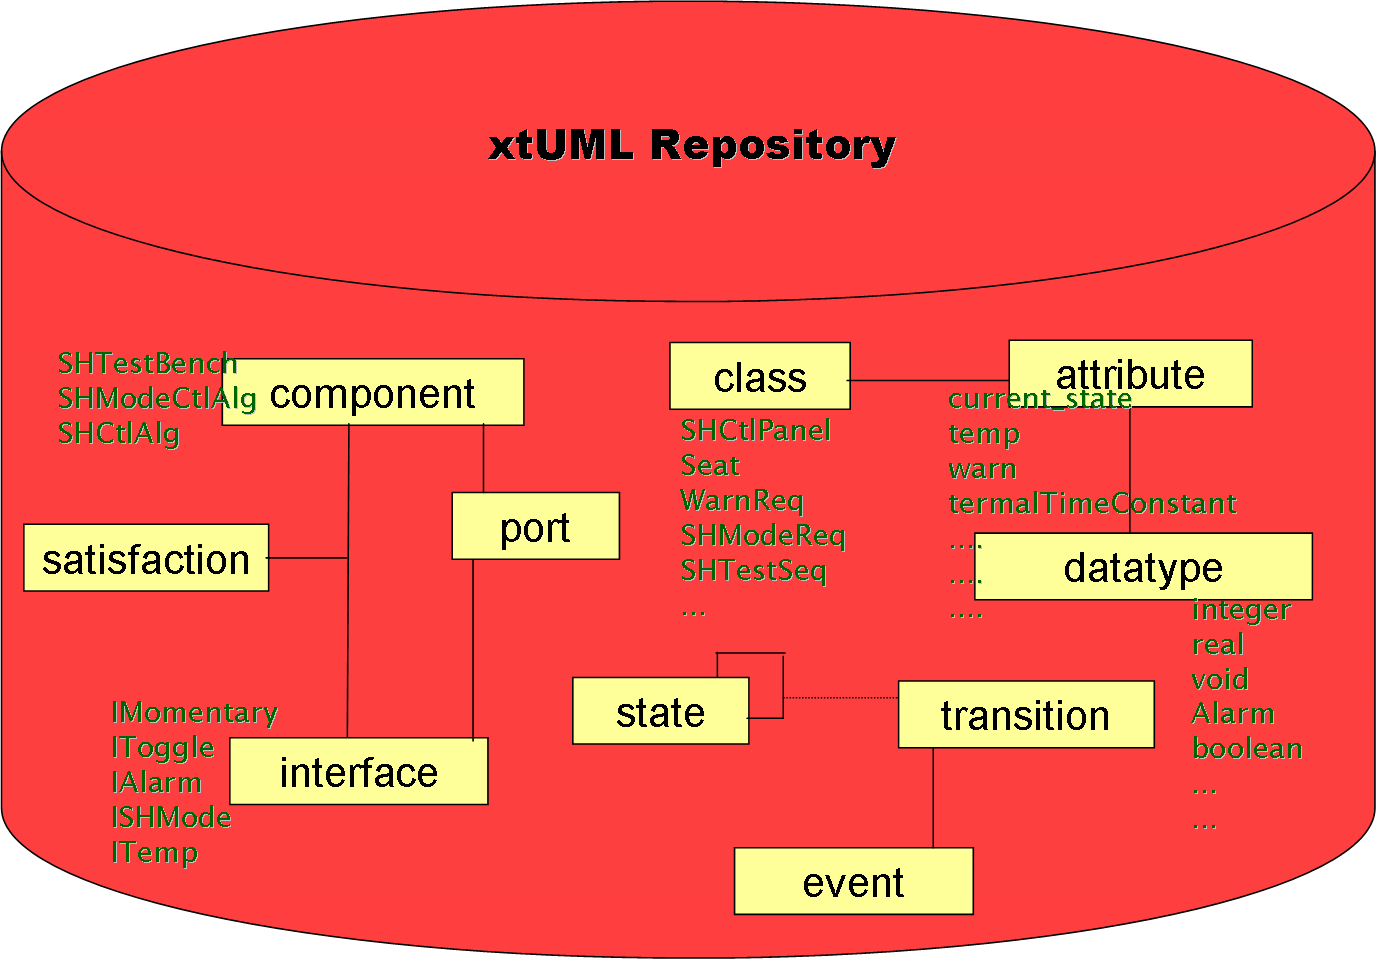 xtUML Repository
SHTestBench
SHModeCtlAlg
SHCtlAlg
component
port
satisfaction
IMomentary
IToggle
IAlarm
ISHMode
ITemp
interface
class
SHCtlPanel
Seat
WarnReq
SHModeReq
SHTestSeq
...
attribute
current_state
temp
warn
termalTimeConstant
....
....
....
datatype
integer
real
void
Alarm
boolean
...
...
state
transition
event